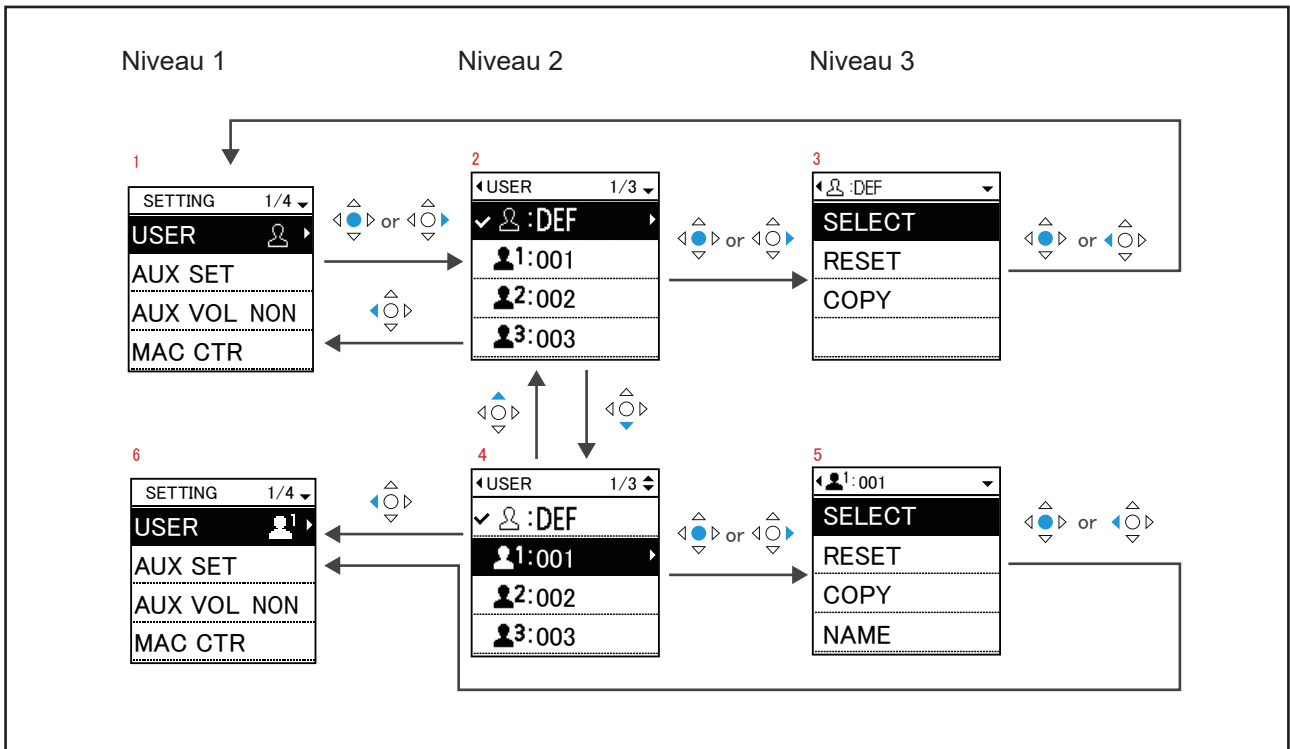 Niveau 1
Niveau 2
Niveau 3
1
SETTING 1/4
USER
AUX SET
AUX VOL NON
MAC CTR
or
2
USER 1/3
:DEF
1:001
2:002
3:003
or
3
:DEF
SELECT
RESET
COPY
or
6
SETTING 1/4
USER 1
AUX SET
AUX VOL NON
MAC CTR
4
USER 1/3
:DEF
1:001
2:002
3:003
or
5
1:001
SELECT
RESET
COPY
NAME
or